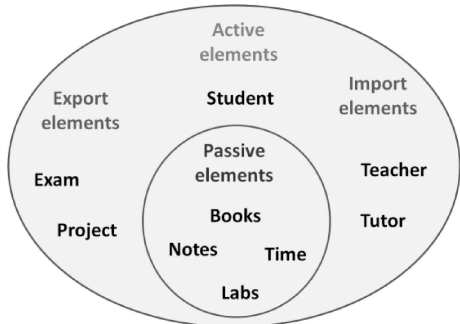 Active
elements
Export
elements
Import
elements
Student
Passive
elements
Exam
Teacher
Project
Books
Tutor
Notes
Time
Labs